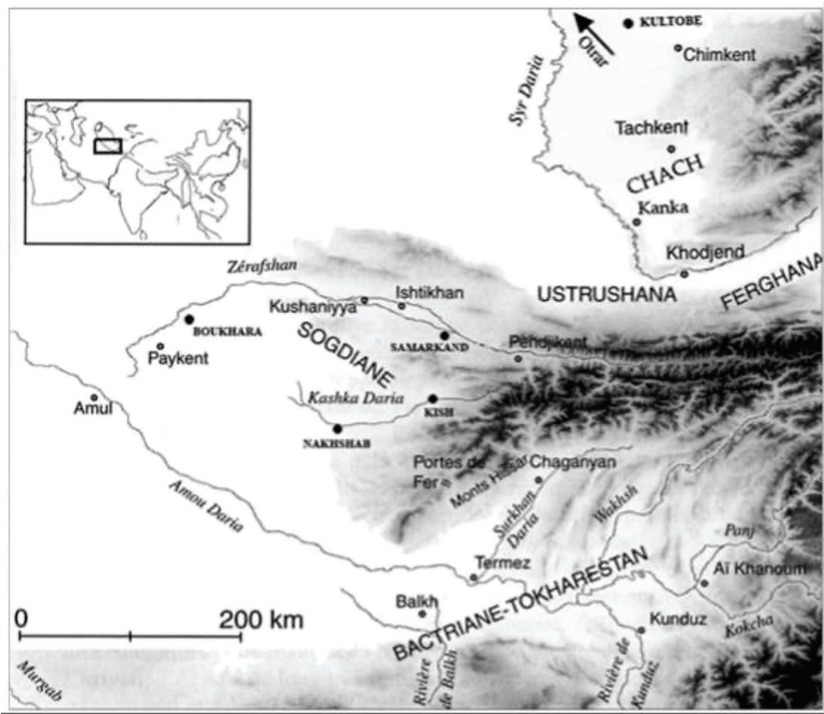 KULTOBE
Otrar
Chimkent
Syr Daria
Tachkent
CHACH
Kanka
Khodjend
Zérafshan
Ishtikhan
Kushaniyya
USTRUSHANA
FERGHANA
BOUKHARA
SAMARKAND
Pendjikent
Paykent
SOGDIANE
Kashka Daria
Amul
KISH
NAKHSHAB
Portes de
Fer
Monts Hissar
Chaganyan
Surkhan
Daria
Wakhsh
Amou Daria
Panj
Termez
Aï Khanoum
BACTRIANE-TOKHARESTAN
Balkh
Kunduz
Kokcha
0 200 km
Rivière
de Balkh
Rivière de
Kunduz
Murgab